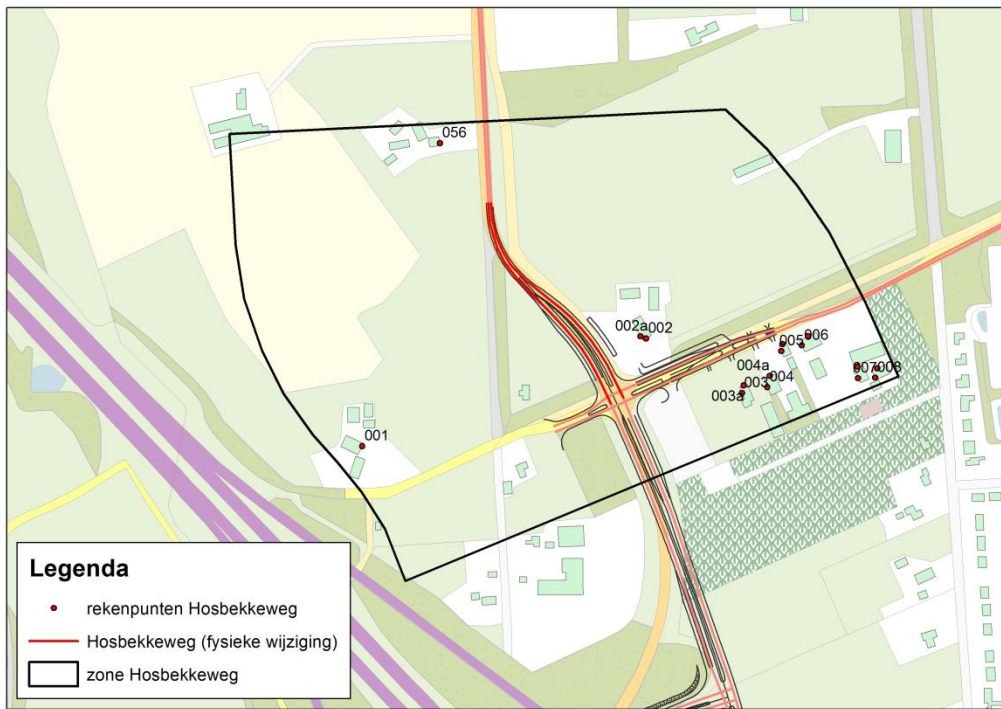 056
002a 002
006
005
004a
004
003
003a
007 008
001
Legenda
rekenpunten Hosbekkeweg
Hosbekkeweg (fysieke wijziging)
zone Hosbekkeweg